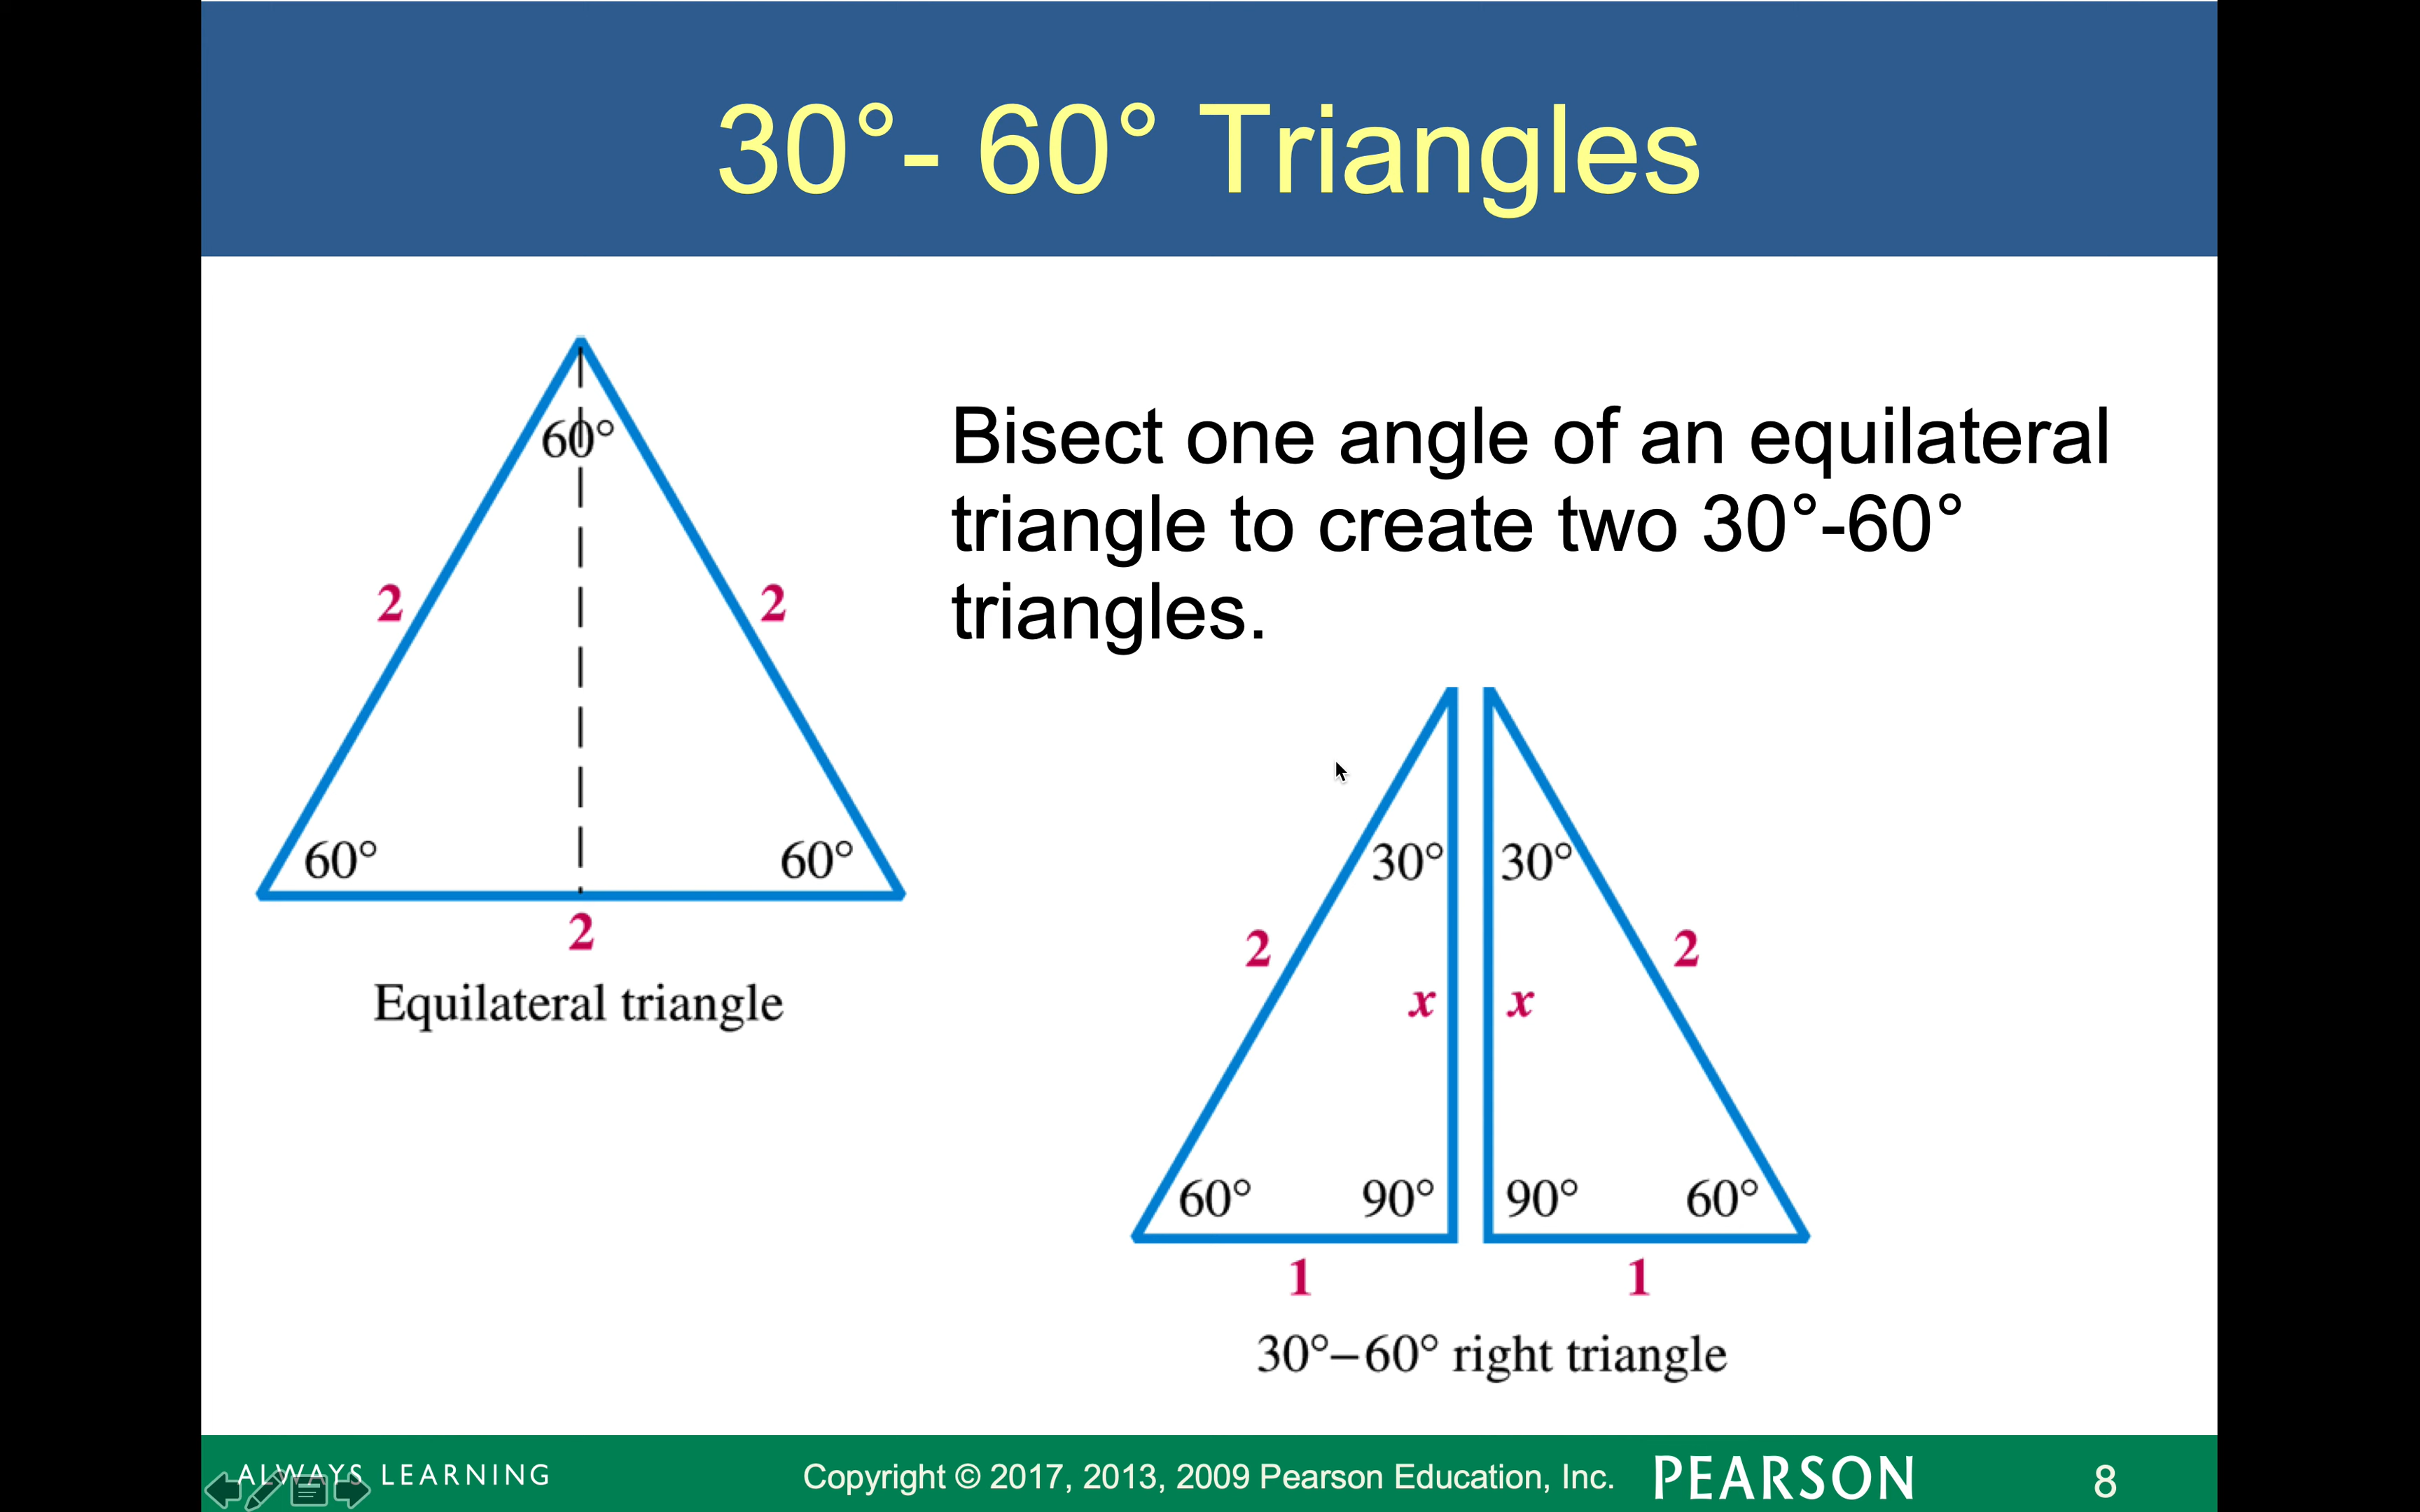 30°- 60° Triangles
60°
Bisect one angle of an equilateral
triangle to create two 30°-60°
triangles.
2 2
60° 60°
2
Equilateral triangle
30° 30°
2 2
x x
60° 90° 90° 60°
1 1
30°–60° right triangle
ALWAYS LEARNING
Copyright © 2017, 2013, 2009 Pearson Education, Inc.
PEARSON
8